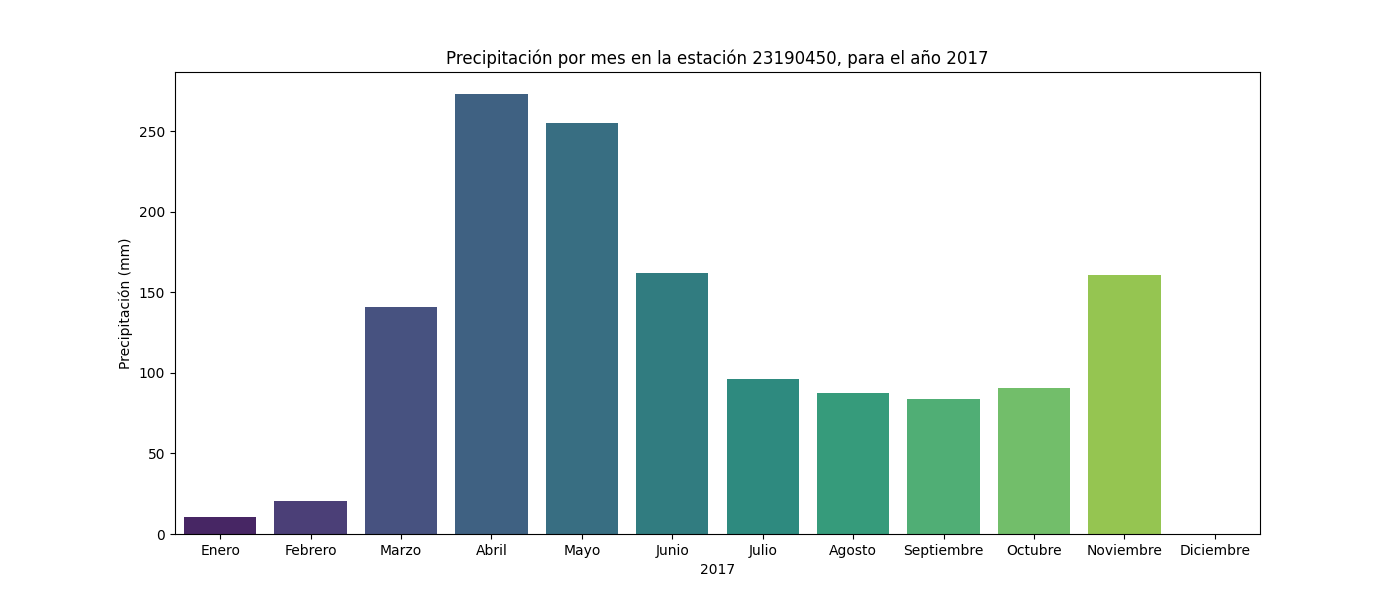 Precipitación por mes en la estación 23190450, para el año 2017
Precipitación (mm)
250
200
150
100
50
0
Enero Febrero Marzo Abril Mayo Junio Julio Agosto Septiembre Octubre Noviembre Diciembre
2017